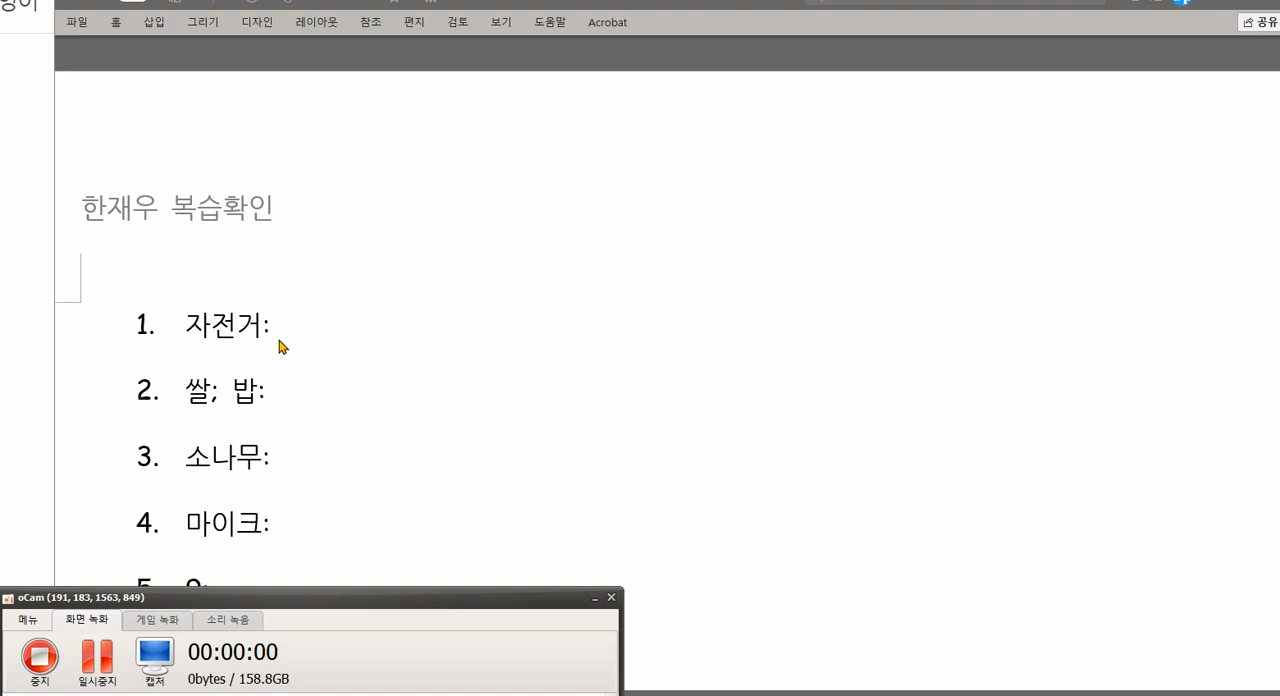 파일 홈 삽입 그리기 디자인 레이아웃 참조 편지 검토 보기 도움말 Acrobat 공유
한재우 복습확인
1. 자전거:
2. 쌀; 밥:
3. 소나무:
4. 마이크:
oCam (191, 183, 1563, 849)
메뉴 화면 녹화 게임 녹화 소리 녹음
00:00:00
0bytes / 158.8GB
중지 일시중지 캡처